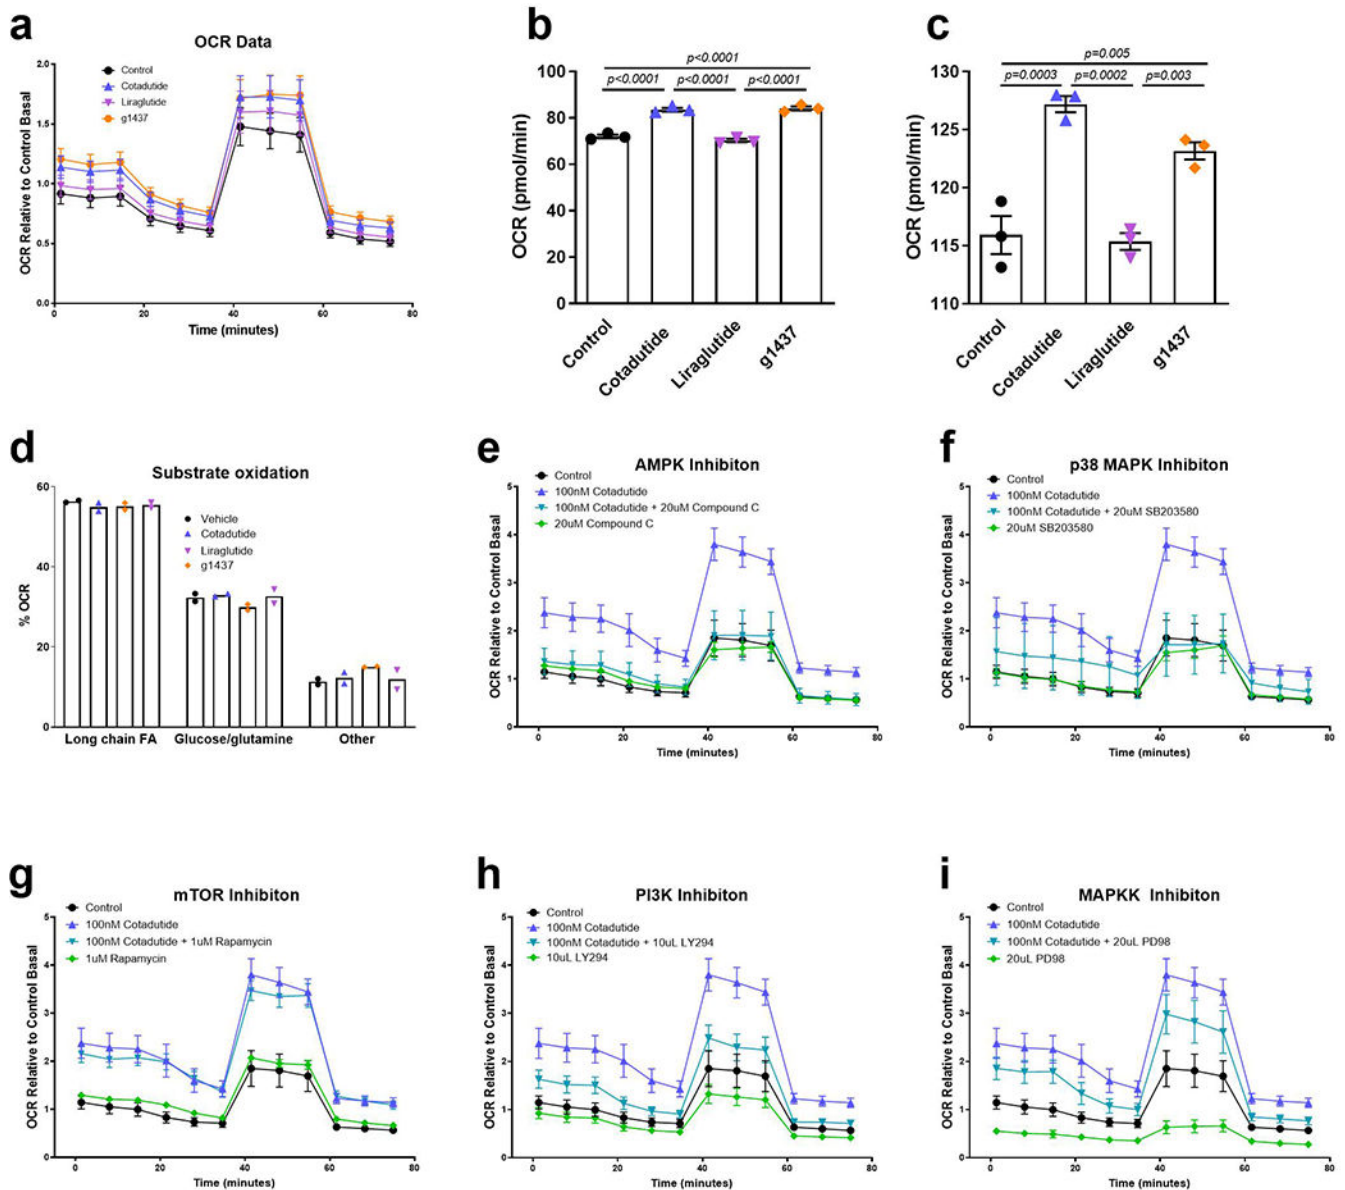 a
OCR Data
Control
Cotadutide
Liraglutide
g1437
OCR Relative to Control Basal
2.0
1.5
1.0
0.5
0.0
0 20 40 60 80
Time (minutes)
b
p<0.0001
p<0.0001 p<0.0001 p<0.0001
OCR (pmol/min)
100
80
60
40
20
0
Control
Cotadutide
Liraglutide
g1437
c
p=0.005
p=0.0003 p=0.0002 p=0.003
OCR (pmol/min)
130
125
120
115
110
Control
Cotadutide
Liraglutide
g1437
d
Substrate oxidation
Vehicle
Cotadutide
Liraglutide
g1437
% OCR
60
40
20
0
Long chain FA Glucose/glutamine Other
e
AMPK Inhibiton
Control
100nM Cotadutide
100nM Cotadutide + 20uM Compound C
20uM Compound C
OCR Relative to Control Basal
5
4
3
2
1
0
0 20 40 60 80
Time (minutes)
f
p38 MAPK Inhibiton
Control
100nM Cotadutide
100nM Cotadutide + 20uM SB203580
20uM SB203580
OCR Relative to Control Basal
5
4
3
2
1
0
0 20 40 60 80
Time (minutes)
g
mTOR Inhibiton
Control
100nM Cotadutide
100nM Cotadutide + 1uM Rapamycin
1uM Rapamycin
OCR Relative to Control Basal
5
4
3
2
1
0
0 20 40 60 80
Time (minutes)
h
PI3K Inhibiton
Control
100nM Cotadutide
100nM Cotadutide + 10uL LY294
10uL LY294
OCR Relative to Control Basal
5
4
3
2
1
0
0 20 40 60 80
Time (minutes)
i
MAPKK Inhibiton
Control
100nM Cotadutide
100nM Cotadutide + 20uL PD98
20uL PD98
OCR Relative to Control Basal
5
4
3
2
1
0
0 20 40 60 80
Time (minutes)